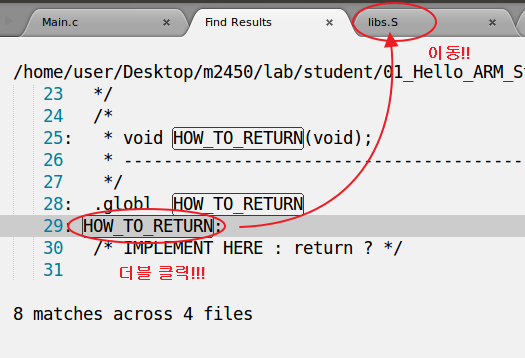 Main.c × Find Results × libs.S ×
이동!!
/home/user/Desktop/m2450/lab/student/01_Hello_ARM_S
23 */
24 /*
25: * void HOW_TO_RETURN(void);
26 * ----------------------------------------
27 */
28: .globl HOW_TO_RETURN
29: HOW_TO_RETURN:
30 /* IMPLEMENT HERE : return ? */
31
더블 클릭!!!
8 matches across 4 files